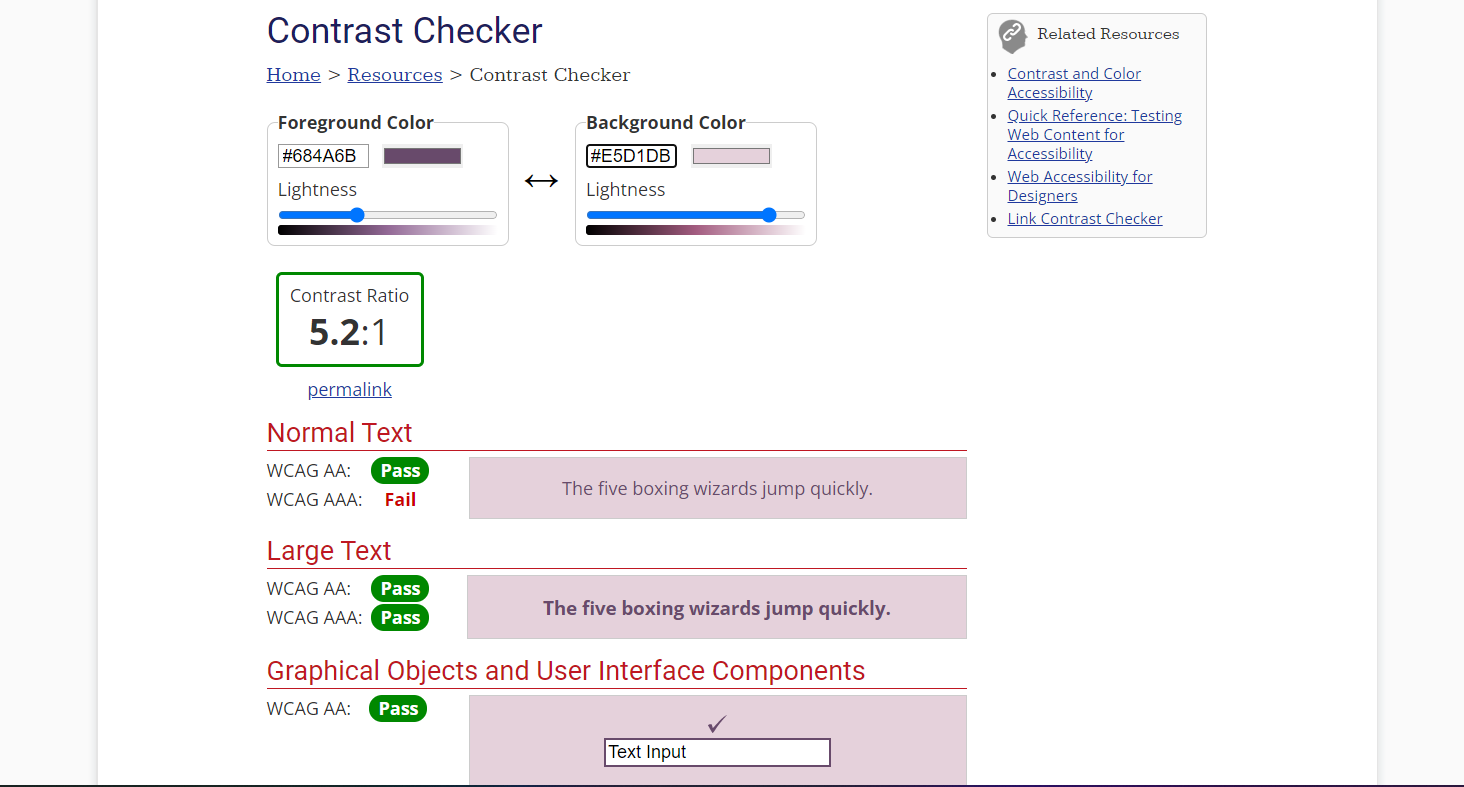 Contrast Checker
Home > Resources > Contrast Checker
Foreground Color
#684A6B
Lightness
↔
Background Color
#E5D1DB
Lightness
Contrast Ratio
5.2:1
permalink
Normal Text
WCAG AA: Pass
WCAG AAA: Fail
The five boxing wizards jump quickly.
Large Text
WCAG AA: Pass
WCAG AAA: Pass
The five boxing wizards jump quickly.
Graphical Objects and User Interface Components
WCAG AA: Pass
✓
Text Input
Related Resources
• Contrast and Color
Accessibility
• Quick Reference: Testing
Web Content for
Accessibility
• Web Accessibility for
Designers
• Link Contrast Checker